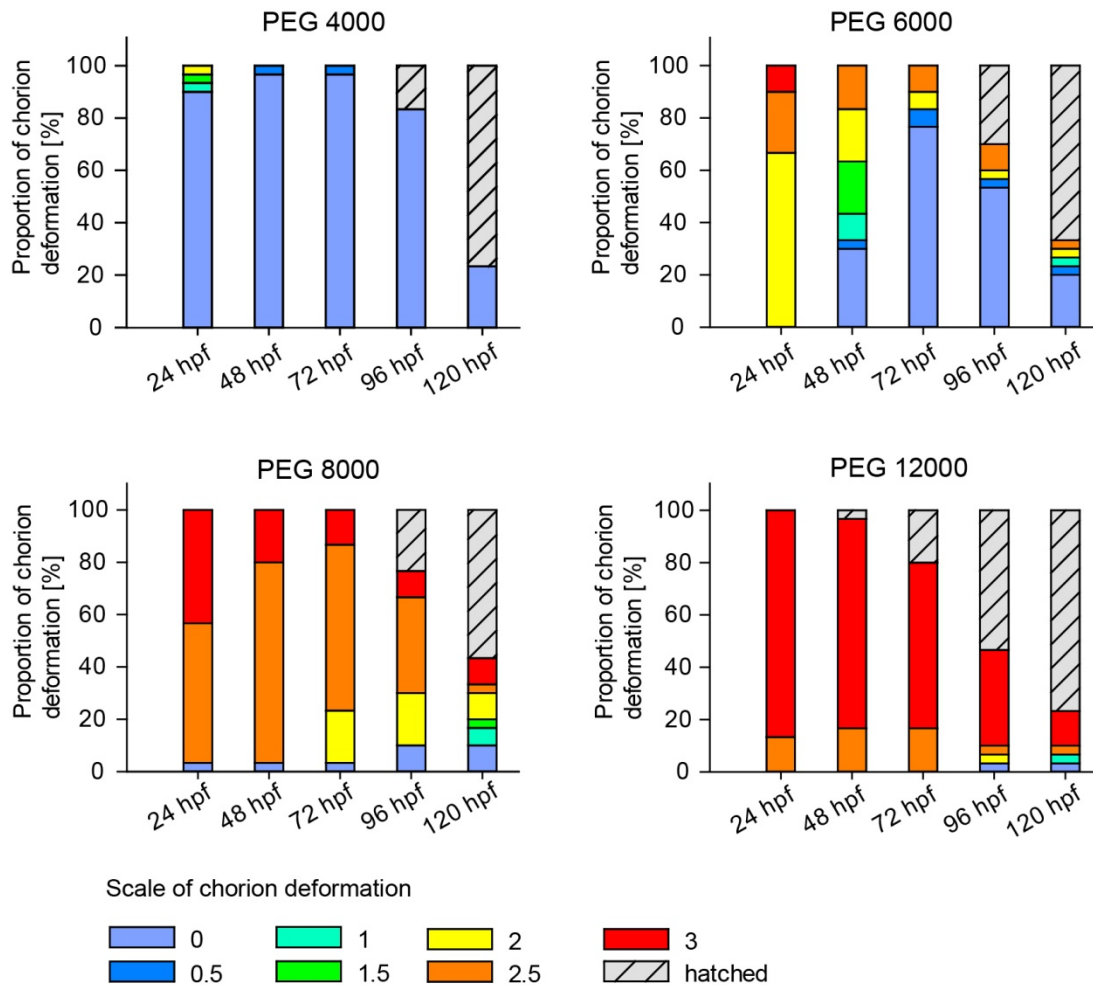 PEG 4000
Proportion of chorion
deformation [%]
100
80
60
40
20
0
24 hpf
48 hpf
72 hpf
96 hpf
120 hpf
PEG 6000
Proportion of chorion
deformation [%]
100
80
60
40
20
0
24 hpf
48 hpf
72 hpf
96 hpf
120 hpf
PEG 8000
Proportion of chorion
deformation [%]
100
80
60
40
20
0
24 hpf
48 hpf
72 hpf
96 hpf
120 hpf
PEG 12000
Proportion of chorion
deformation [%]
100
80
60
40
20
0
24 hpf
48 hpf
72 hpf
96 hpf
120 hpf
Scale of chorion deformation
0
1
2
3
0.5
1.5
2.5
hatched